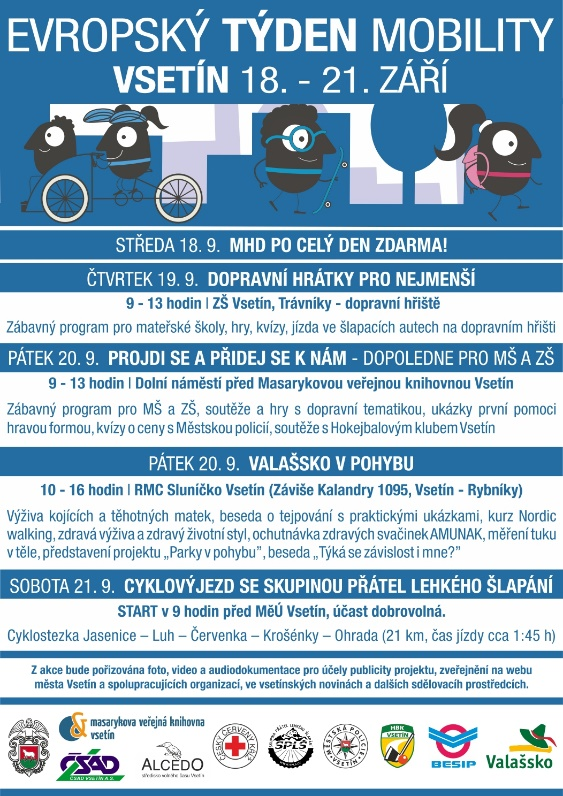 EVROPSKÝ TÝDEN MOBILITY
VSETÍN 18. - 21. ZÁŘÍ
STŘEDA 18. 9. MHD PO CELÝ DEN ZDARMA!
ČTVRTEK 19. 9. DOPRAVNÍ HRÁTKY PRO NEJMENŠÍ
9 - 13 hodin | ZŠ Vsetín, Trávníky - dopravní hřiště
Zábavný program pro mateřské školy, hry, kvízy, jízda ve šlapacích autech na dopravním hřišti
PÁTEK 20. 9. PROJDI SE A PŘIDEJ SE K NÁM - DOPOLEDNE PRO MŠ A ZŠ
9 - 13 hodin | Dolní náměstí před Masarykovou veřejnou knihovnou Vsetín
Zábavný program pro MŠ a ZŠ, soutěže a hry s dopravní tematikou, ukázky první pomoci
hravou formou, kvízy o ceny s Městskou policií, soutěže s Hokejbalovým klubem Vsetín
PÁTEK 20. 9. VALAŠSKO V POHYBU
10 - 16 hodin | RMC Sluníčko Vsetín (Záviše Kalandry 1095, Vsetín - Rybníky)
Výživa kojících a těhotných matek, beseda o tejpování s praktickými ukázkami, kurz Nordic
walking, zdravá výživa a zdravý životní styl, ochutnávka zdravých svačinek AMUNAK, měření tuku
v těle, představení projektu „Parky v pohybu", beseda „Týká se závislost i mne?"
SOBOTA 21. 9. CYKLOVÝJEZD SE SKUPINOU PŘÁTEL LEHKÉHO ŠLAPÁNÍ
START v 9 hodin před MěÚ Vsetín, účast dobrovolná.
Cyklostezka Jasenice – Luh – Červenka – Krošénky – Ohrada (21 km, čas jízdy cca 1:45 h)
Z akce bude pořizována foto, video a audiodokumentace pro účely publicity projektu, zveřejnění na webu
města Vsetín a spolupracujících organizací, ve vsetínských novinách a dalších sdělovacích prostředcích.
masarykova veřejná knihovna
vsetín
ČSAD
ČSAD VSETÍN A.S.
ALCEDO
středisko volného času Vsetín
ČESKÝ ČERVENÝ KŘÍŽ
SPLŠ
MĚSTSKÁ POLICIE
VSETÍN
HBK
VSETÍN
BESIP
Valašsko